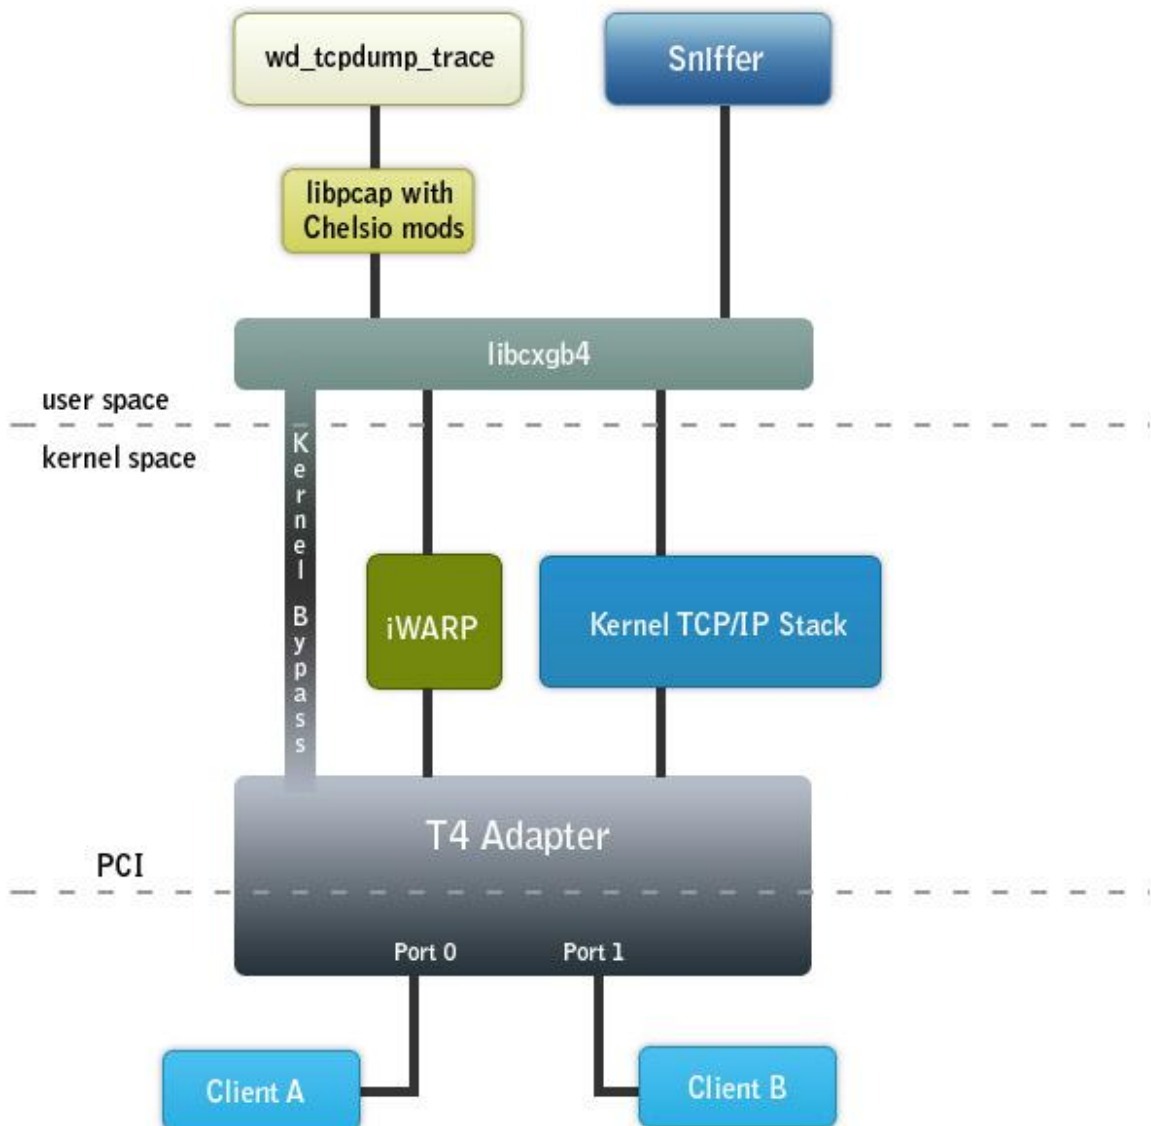 wd_tcpdump_trace
SnIffer
libpcap with
Chelsio mods
libcxgb4
user space
kernel space
Kernel Bypass
iWARP
Kernel TCP/IP Stack
T4 Adapter
PCI
Port 0
Port 1
Client A
Client B